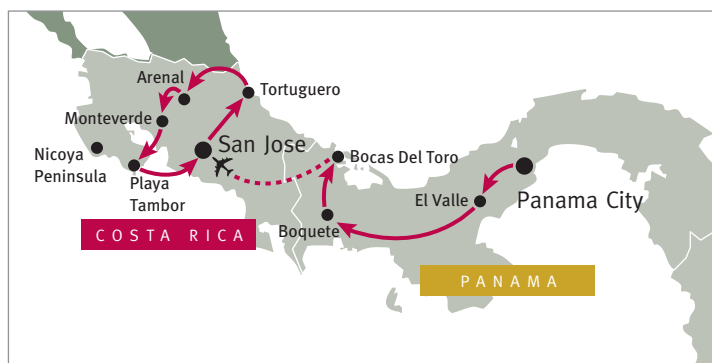 Arenal
Tortuguero
Monteverde
San Jose
Nicoya
Peninsula
Playa
Tambor
Bocas Del Toro
El Valle
Panama City
Boquete
COSTA RICA
PANAMA